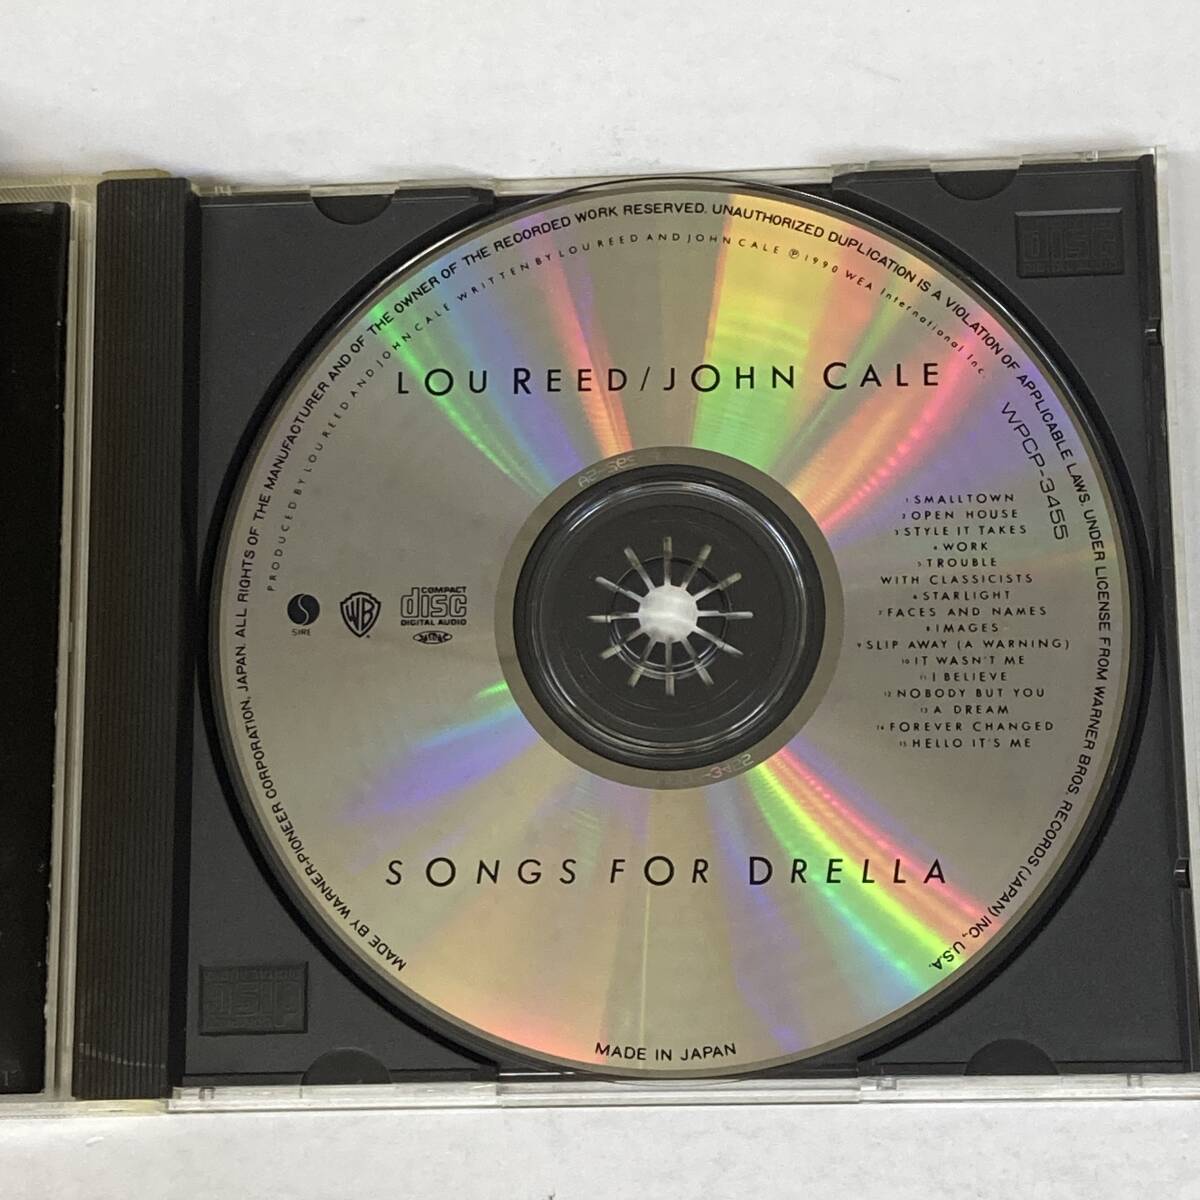 MADE BY WARNER-PIONEER CORPORATION, JAPAN. ALL RIGHTS OF THE MANUFACTURER AND OF THE OWNER OF THE RECORDED WORK RESERVED. UNAUTHORIZED DUPLICATION IS A VIOLATION OF APPLICABLE LAWS. UNDER LICENSE FROM WARNER BROS. RECORDS (JAPAN) INC., U.S.A.
PRODUCED BY LOU REED AND JOHN CALE WRITTEN BY LOU REED AND JOHN CALE ℗ 1990 WEA International Inc.
LOU REED/JOHN CALE
WPCP-3455
1 SMALLTOWN
2 OPEN HOUSE
3 STYLE IT TAKES
4 WORK
5 TROUBLE
WITH CLASSICISTS
6 STARLIGHT
7 FACES AND NAMES
8 IMAGES
9 SLIP AWAY (A WARNING)
10 IT WASN'T ME
11 I BELIEVE
12 NOBODY BUT YOU
13 A DREAM
14 FOREVER CHANGED
15 HELLO IT'S ME
SIRE
WB
COMPACT
disc
DIGITAL AUDIO
SONGS FOR DRELLA
MADE IN JAPAN